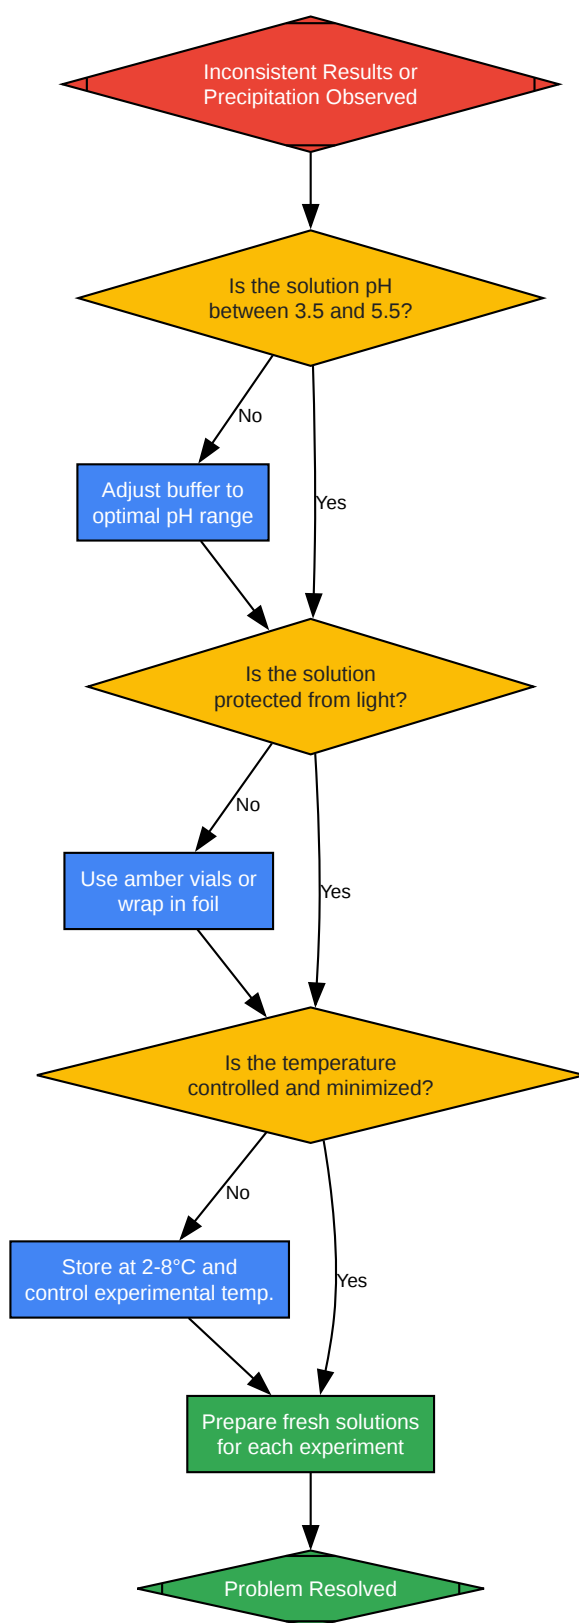 Inconsistent Results or
Precipitation Observed
Is the solution pH
between 3.5 and 5.5?
No
Adjust buffer to
optimal pH range
Yes
Is the solution
protected from light?
No
Use amber vials or
wrap in foil
Yes
Is the temperature
controlled and minimized?
No
Store at 2-8°C and
control experimental temp.
Yes
Prepare fresh solutions
for each experiment
Problem Resolved